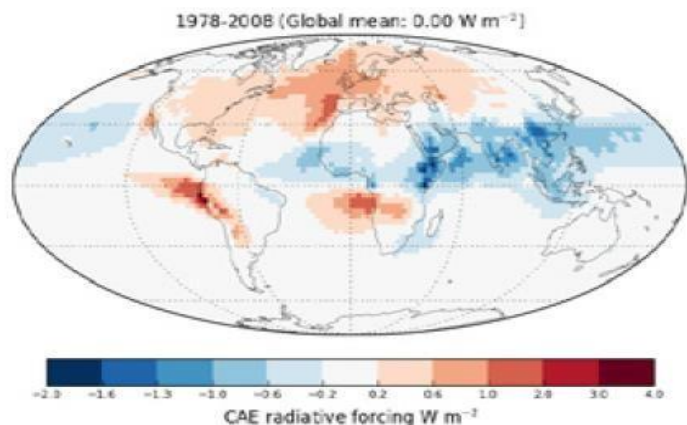 1978-2008 (Global mean: 0.00 W m⁻²]
−2.0 −1.6 −1.3 −1.0 −0.6 −0.2 0.2 0.6 1.0 2.0 3.0 4.0
CAE radiative forcing W m⁻²